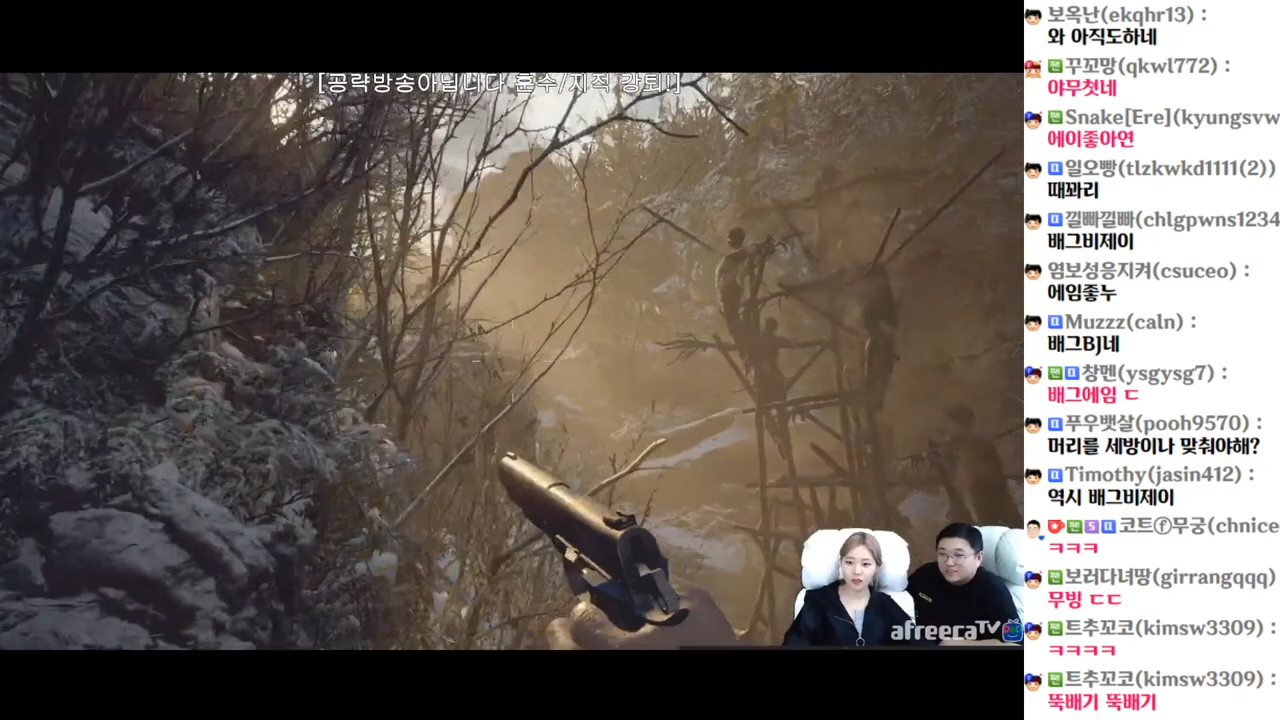 [공략방송아닙니다 훈수/지적 강퇴!]
보옥난(ekqhr13) :
와 아직도하네
팬 꾸꼬망(qkwl772) :
야무첫네
팬 Snake[Ere](kyungsvw
에이좋아연
일오빵(tlzkwkd1111(2))
때꽈리
낄빠낄빠(chlgpwns1234
배그비제이
염보성응지켜(csuceo) :
에임좋누
Muzzz(caln) :
배그BJ네
팬 창멘(ysgysg7) :
배그에임 ㄷ
푸우뱃살(pooh9570) :
머리를 세방이나 맞춰야해?
Timothy(jasin412) :
역시 배그비제이
팬 S 코트ⓕ무궁(chnice
ㅋㅋㅋ
팬 보러다녀땅(girrangqqq)
무빙 ㄷㄷ
팬 트추꼬코(kimsw3309) :
ㅋㅋㅋㅋ
팬 트추꼬코(kimsw3309) :
뚝배기 뚝배기
afreecaTV